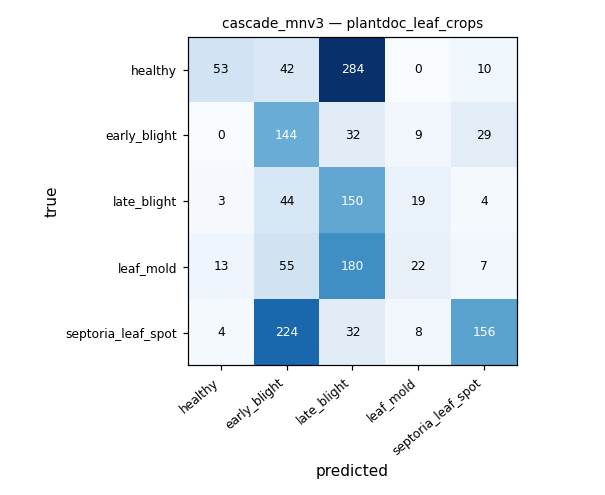 cascade_mnv3 — plantdoc_leaf_crops
healthy 53 42 284 0 10
early_blight 0 144 32 9 29
late_blight 3 44 150 19 4
leaf_mold 13 55 180 22 7
septoria_leaf_spot 4 224 32 8 156
true
healthy early_blight late_blight leaf_mold septoria_leaf_spot
predicted